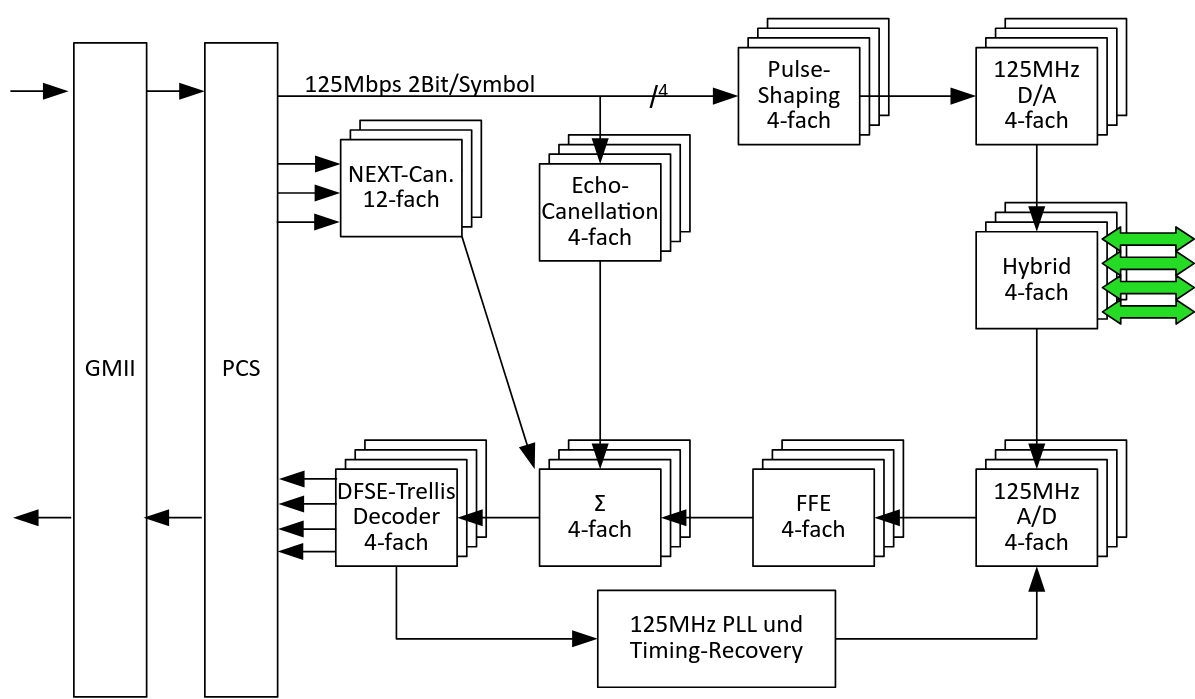 125Mbps 2Bit/Symbol
/4
Pulse-
Shaping
4-fach
125MHz
D/A
4-fach
NEXT-Can.
12-fach
Echo-
Canellation
4-fach
Hybrid
4-fach
GMII
PCS
DFSE-Trellis
Decoder
4-fach
Σ
4-fach
FFE
4-fach
125MHz
A/D
4-fach
125MHz PLL und
Timing-Recovery